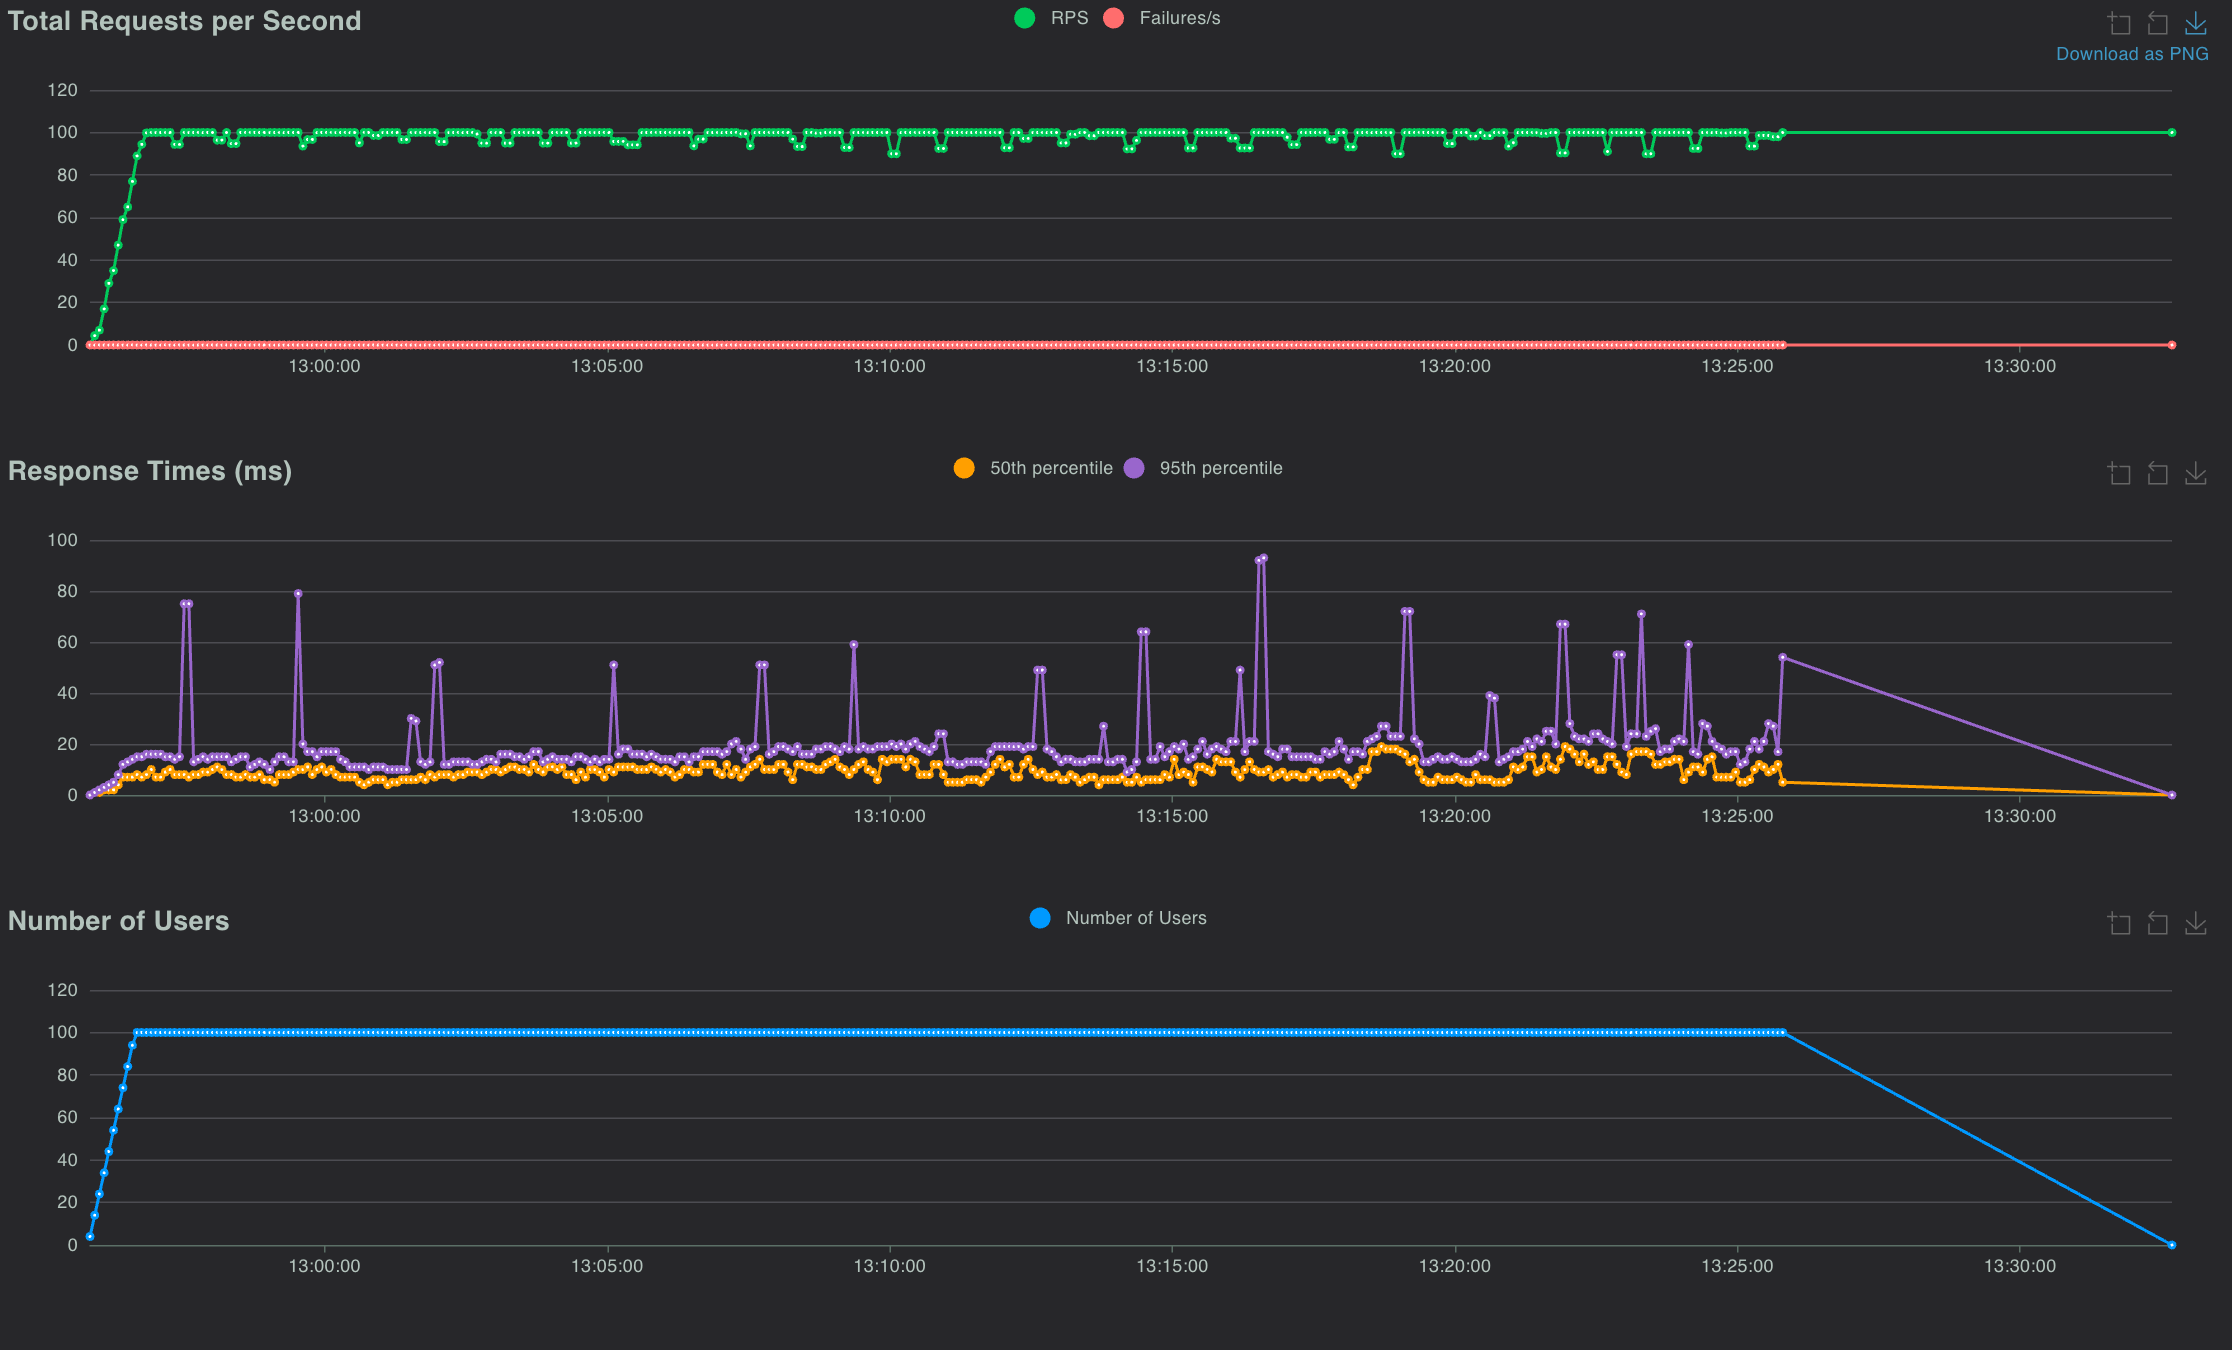 Total Requests per Second
RPS Failures/s
Download as PNG
120
100
80
60
40
20
0
13:00:00 13:05:00 13:10:00 13:15:00 13:20:00 13:25:00 13:30:00
Response Times (ms)
50th percentile 95th percentile
100
80
60
40
20
0
13:00:00 13:05:00 13:10:00 13:15:00 13:20:00 13:25:00 13:30:00
Number of Users
Number of Users
120
100
80
60
40
20
0
13:00:00 13:05:00 13:10:00 13:15:00 13:20:00 13:25:00 13:30:00